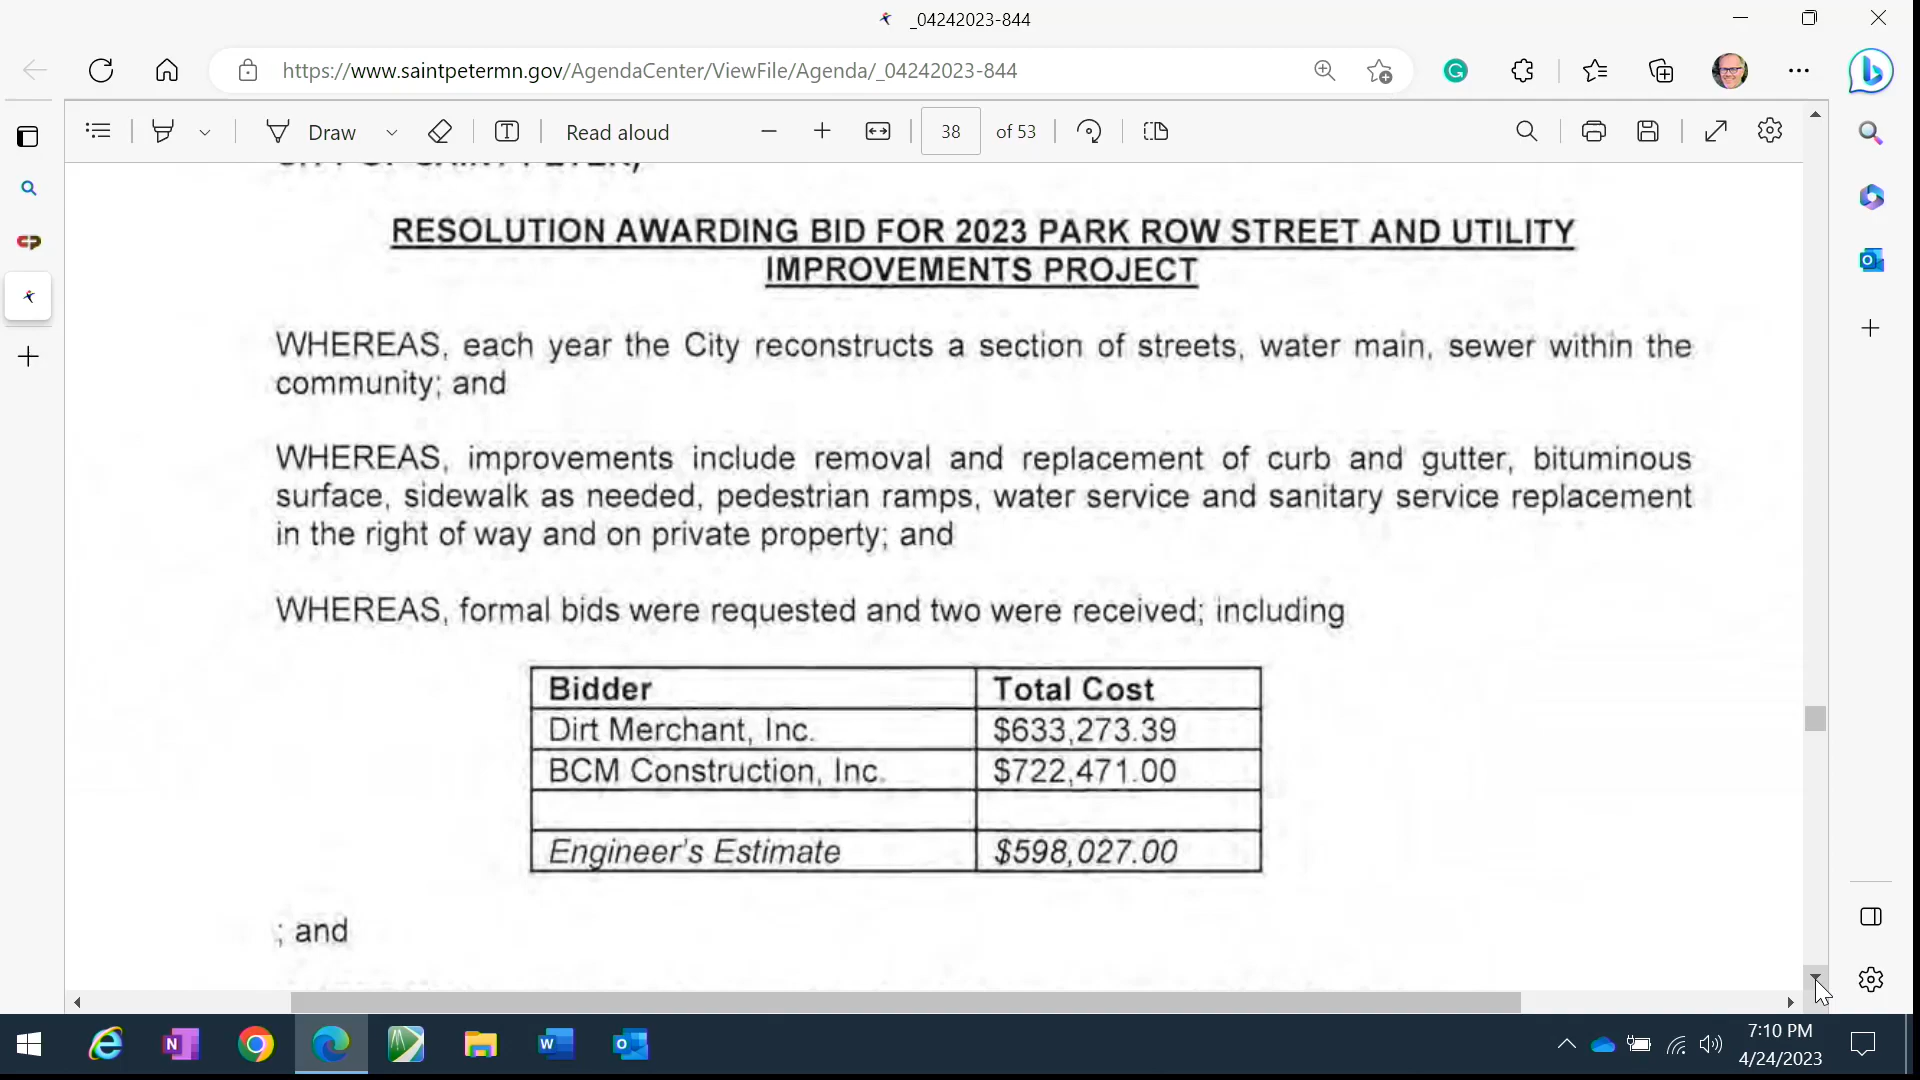 _04242023-844
https://www.saintpetermn.gov/AgendaCenter/ViewFile/Agenda/_04242023-844
Draw
Read aloud
38 of 53
RESOLUTION AWARDING BID FOR 2023 PARK ROW STREET AND UTILITY
IMPROVEMENTS PROJECT
WHEREAS, each year the City reconstructs a section of streets, water main, sewer within the
community; and
WHEREAS, improvements include removal and replacement of curb and gutter, bituminous
surface, sidewalk as needed, pedestrian ramps, water service and sanitary service replacement
in the right of way and on private property; and
WHEREAS, formal bids were requested and two were received; including
Bidder Total Cost
Dirt Merchant, Inc. $633,273.39
BCM Construction, Inc. $722,471.00
Engineer's Estimate $598,027.00
; and
7:10 PM
4/24/2023